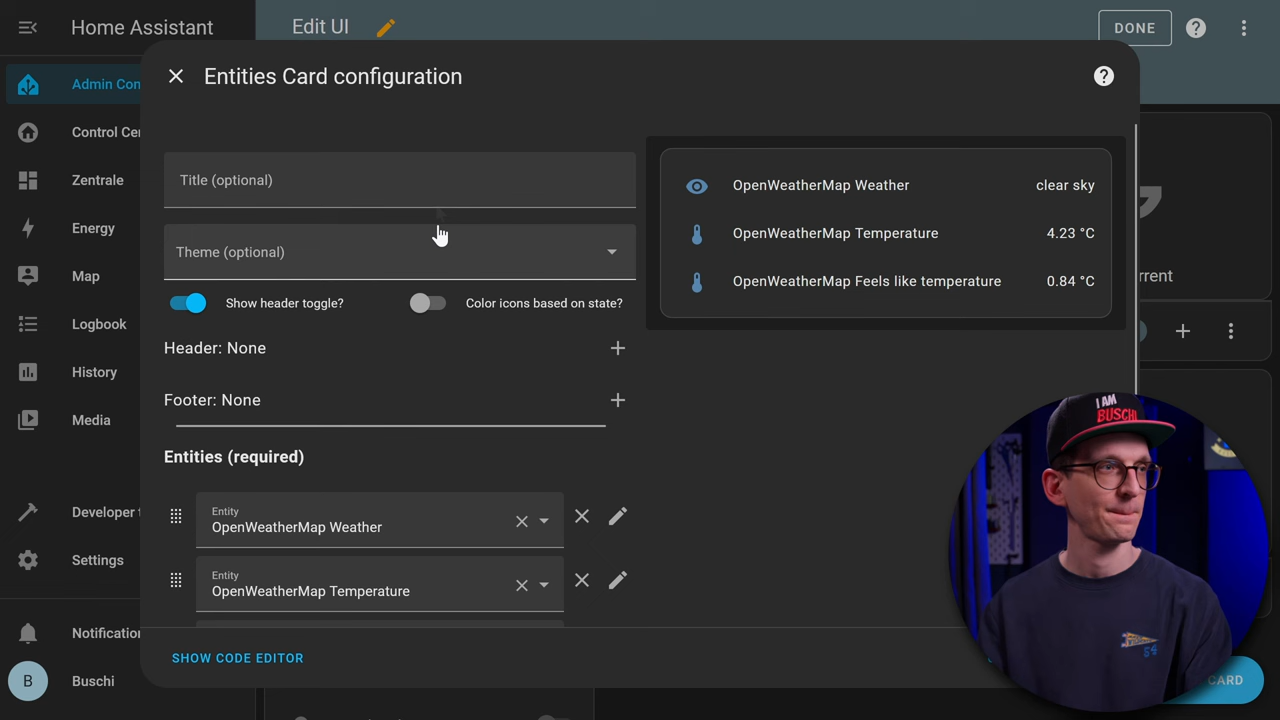 Home Assistant
Edit UI
DONE
Admin Con
Control Cer
Zentrale
Energy
Map
Logbook
History
Media
Developer t
Settings
Notification
B
Buschi
Entities Card configuration
Title (optional)
Theme (optional)
Show header toggle?
Color icons based on state?
Header: None
Footer: None
Entities (required)
Entity
OpenWeatherMap Weather
Entity
OpenWeatherMap Temperature
SHOW CODE EDITOR
OpenWeatherMap Weather
clear sky
OpenWeatherMap Temperature
4.23 °C
OpenWeatherMap Feels like temperature
0.84 °C
rrent
I AM
BUSCHI
54
CARD